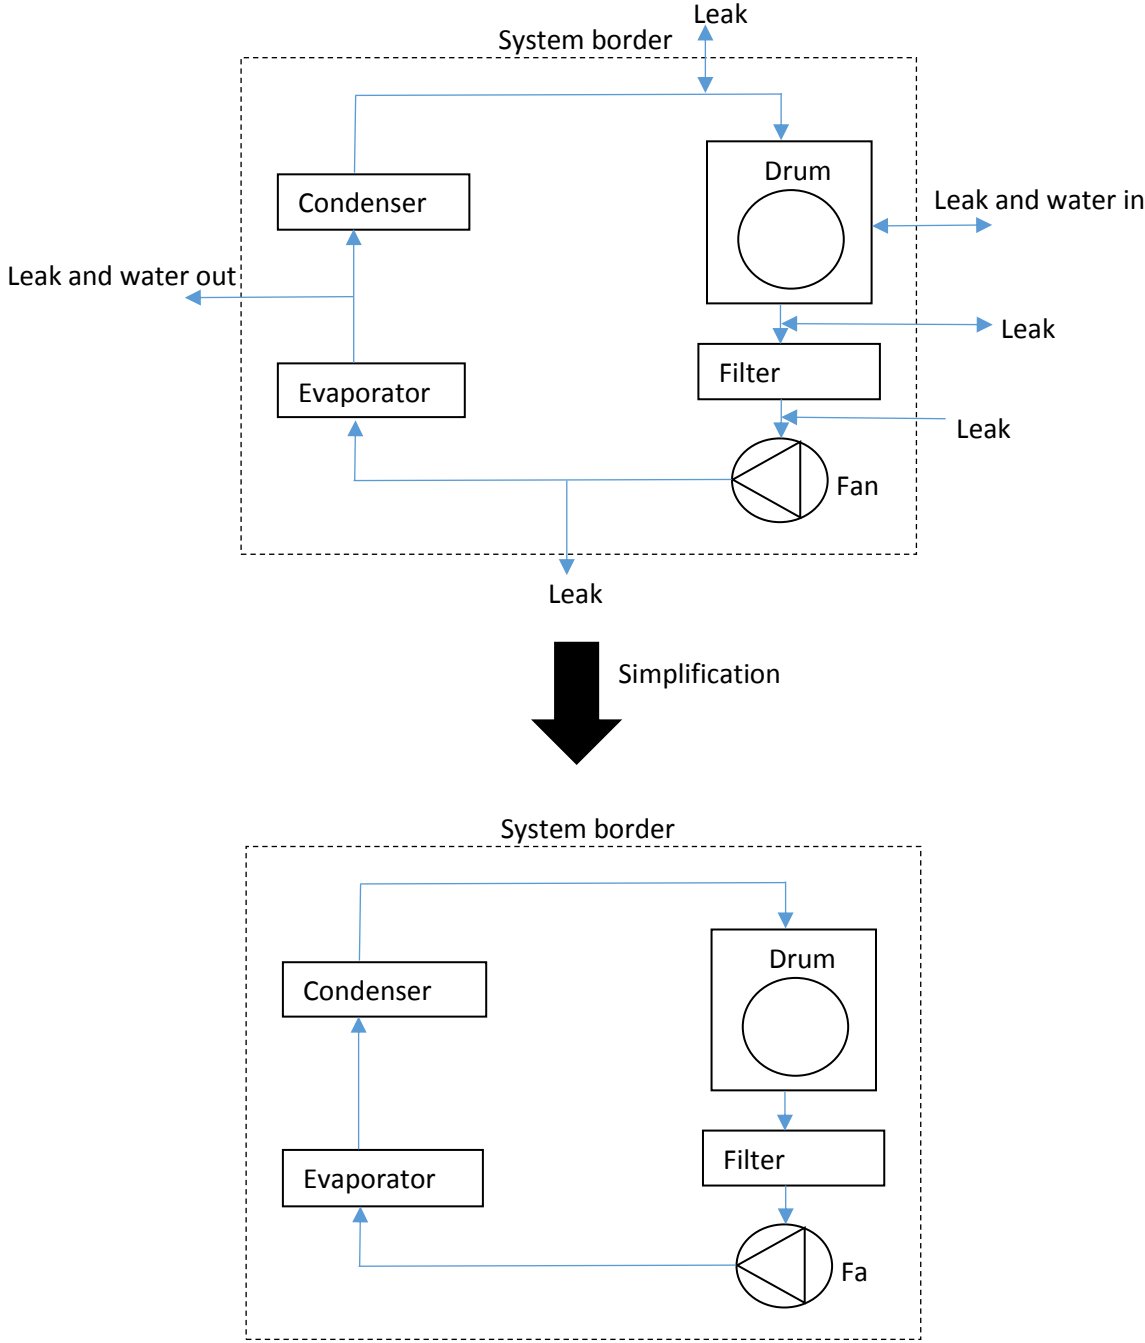 Leak
System border
Drum
Condenser
Leak and water in
Leak and water out
Leak
Filter
Evaporator
Leak
Fan
Leak
Simplification
System border
Drum
Condenser
Filter
Evaporator
Fa